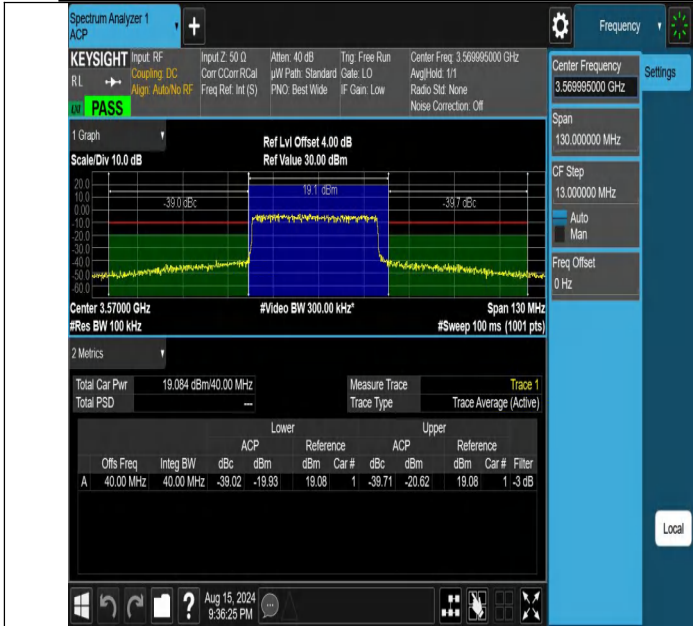 Spectrum Analyzer 1
ACP
+
Frequency
KEYSIGHT
Input: RF
Input Z: 50 Ω
Atten: 40 dB
Trig: Free Run
Center Freq: 3.569995000 GHz
RL
Coupling: DC
Corr CCorr RCal
µW Path: Standard
Gate: LO
Avg|Hold: 1/1
Align: Auto/No RF
Freq Ref: Int (S)
PNO: Best Wide
IF Gain: Low
Radio Std: None
Noise Correction: Off
LXI
PASS
Center Frequency
3.569995000 GHz
Settings
Span
130.000000 MHz
CF Step
13.000000 MHz
Auto
Man
Freq Offset
0 Hz
Local
1 Graph
Ref Lvl Offset 4.00 dB
Scale/Div 10.0 dB
Ref Value 30.00 dBm
20.0
10.0
0.00
-10.0
-20.0
-30.0
-40.0
-50.0
-60.0
-39.0 dBc
19.1 dBm
-39.7 dBc
Center 3.57000 GHz
#Video BW 300.00 kHz*
Span 130 MHz
#Res BW 100 kHz
#Sweep 100 ms (1001 pts)
2 Metrics
Total Car Pwr 19.084 dBm/40.00 MHz
Measure Trace Trace 1
Total PSD ---
Trace Type Trace Average (Active)
Lower Upper
ACP Reference ACP Reference
Offs Freq Integ BW dBc dBm dBm Car # dBc dBm dBm Car # Filter
A 40.00 MHz 40.00 MHz -39.02 -19.93 19.08 1 -39.71 -20.62 19.08 1 -3 dB
?
Aug 15, 2024
9:36:25 PM